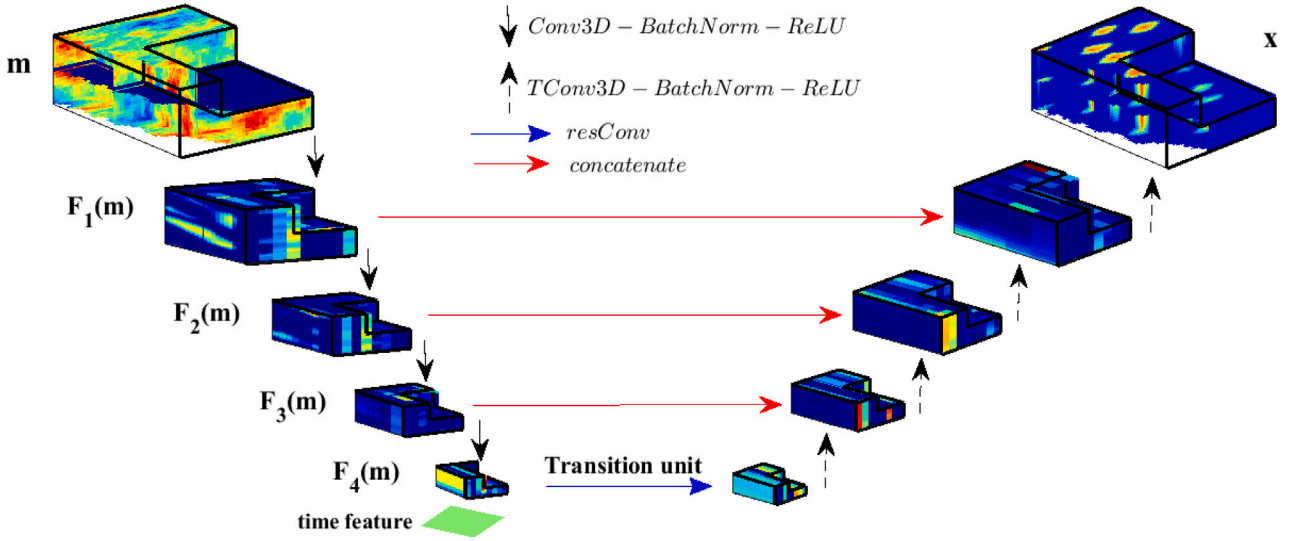 Conv3D − BatchNorm − ReLU
m
x
TConv3D − BatchNorm − ReLU
resConv
concatenate
F1(m)
F2(m)
F3(m)
F4(m)
Transition unit
time feature